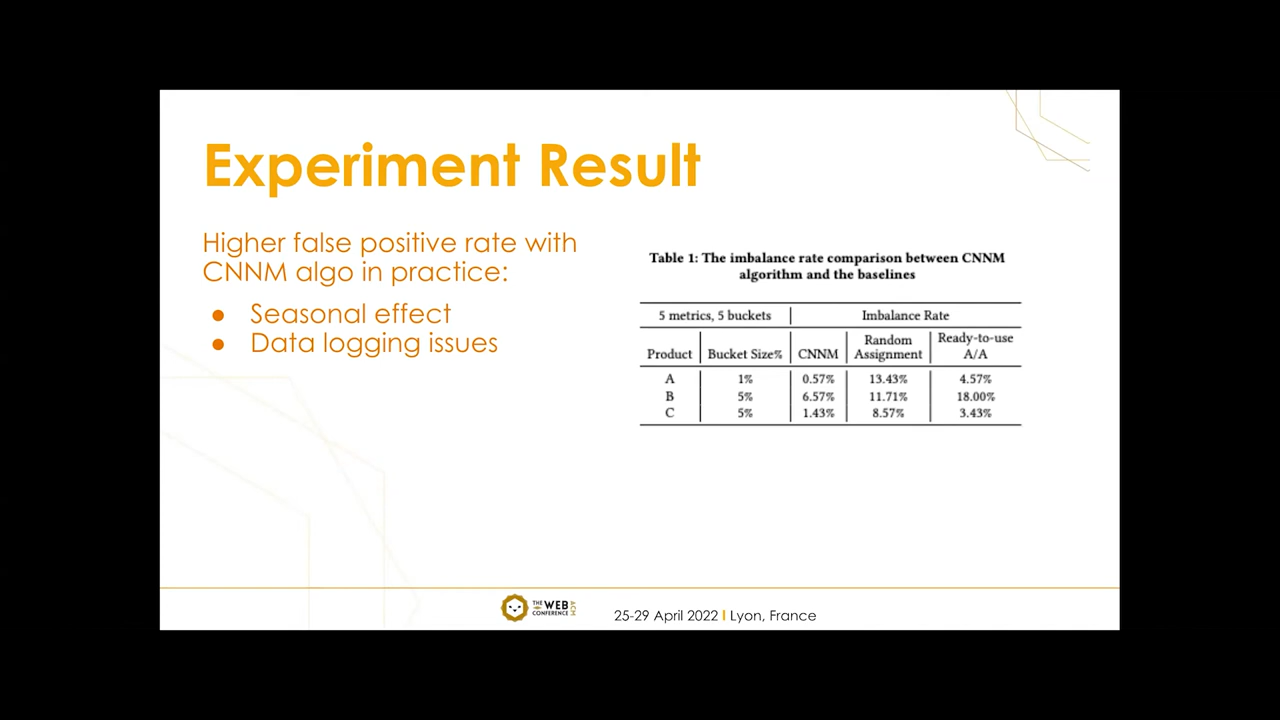 Experiment Result
Higher false positive rate with
CNNM algo in practice:
● Seasonal effect
● Data logging issues
Table 1: The imbalance rate comparison between CNNM
algorithm and the baselines
5 metrics, 5 buckets | Imbalance Rate
Product | Bucket Size% | CNNM | Random Assignment | Ready-to-use A/A
A | 1% | 0.57% | 13.43% | 4.57%
B | 5% | 6.57% | 11.71% | 18.00%
C | 5% | 1.43% | 8.57% | 3.43%
THE WEB CONFERENCE ACM
25-29 April 2022 I Lyon, France